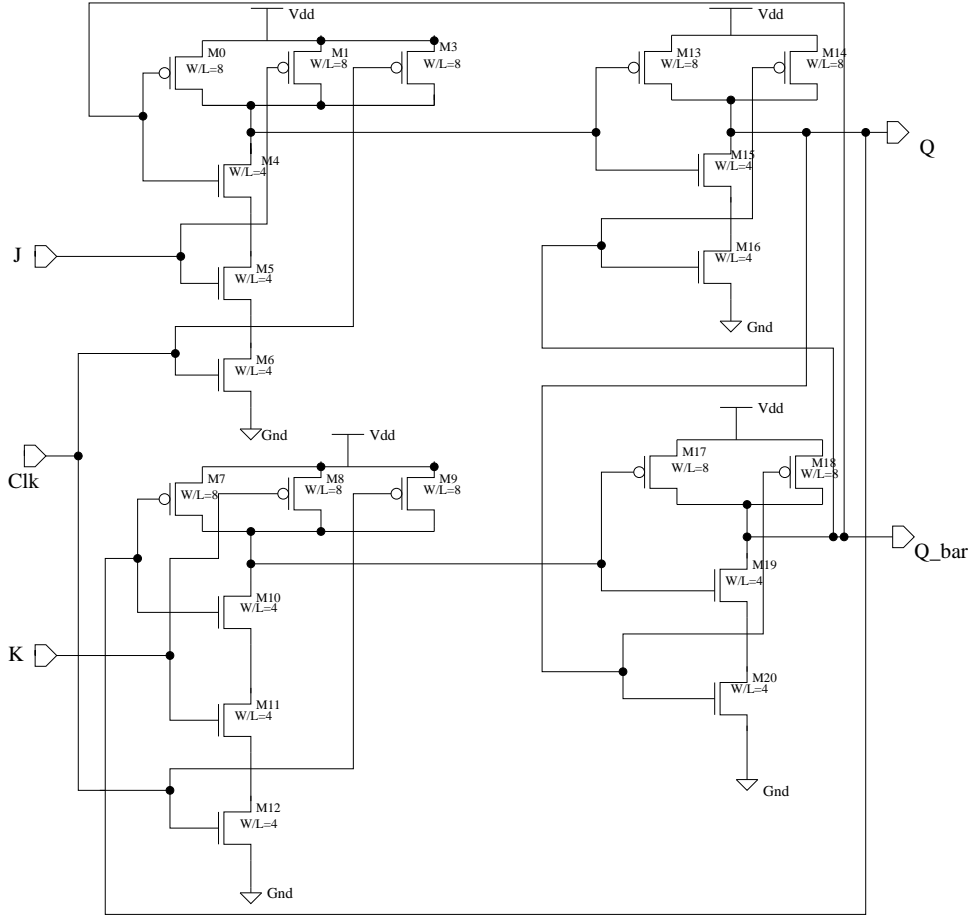 Vdd
Vdd
M0
W/L=8
M1
W/L=8
M3
W/L=8
M13
W/L=8
M14
W/L=8
Q
M4
W/L=4
M15
W/L=4
J
M5
W/L=4
M16
W/L=4
Gnd
M6
W/L=4
Gnd
Vdd
Vdd
Clk
M7
W/L=8
M8
W/L=8
M9
W/L=8
M17
W/L=8
M18
W/L=8
Q_bar
M10
W/L=4
M19
W/L=4
K
M11
W/L=4
M20
W/L=4
Gnd
M12
W/L=4
Gnd